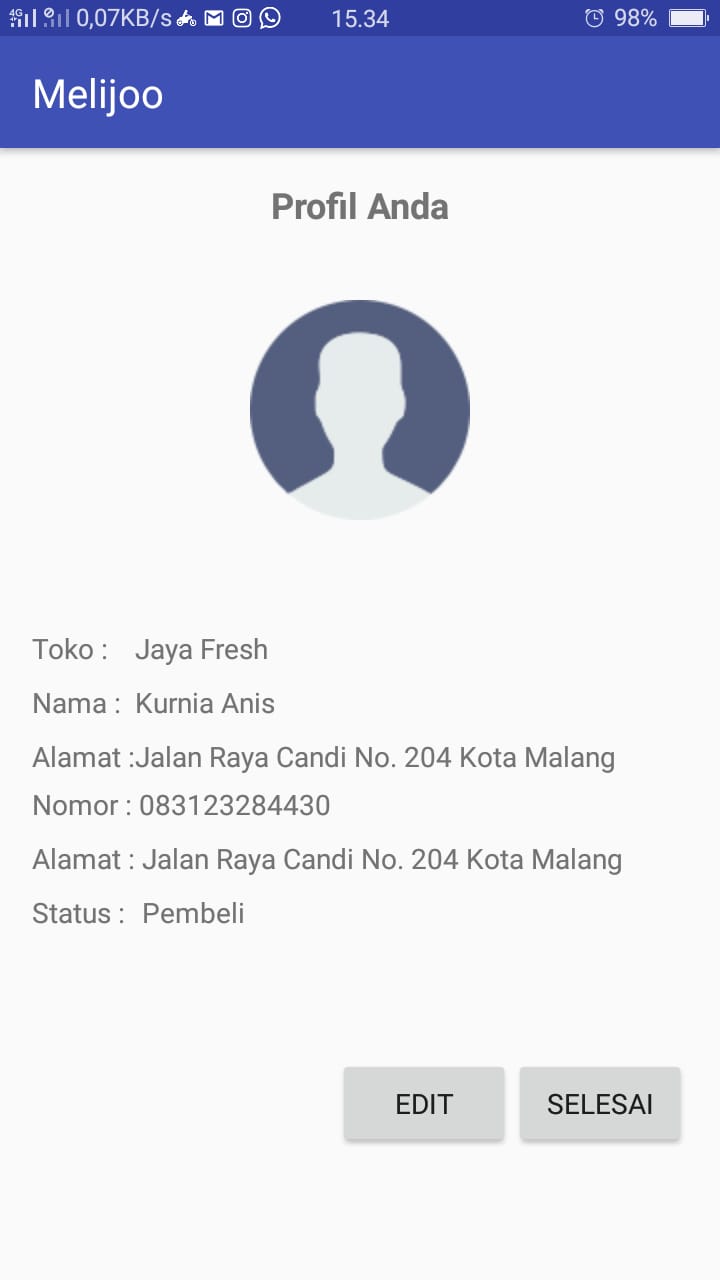 4G 0,07KB/s 15.34 98%
Melijoo
Profil Anda
Toko : Jaya Fresh
Nama : Kurnia Anis
Alamat :Jalan Raya Candi No. 204 Kota Malang
Nomor : 083123284430
Alamat : Jalan Raya Candi No. 204 Kota Malang
Status : Pembeli
EDIT SELESAI